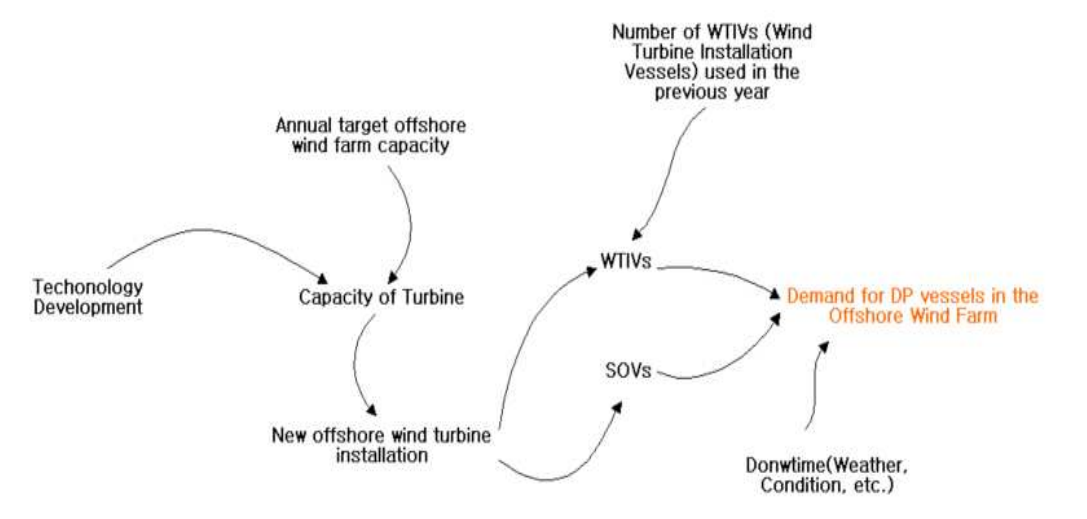 Number of WTIVs (Wind
Turbine Installation
Vessels) used in the
previous year
Annual target offshore
wind farm capacity
Techonology
Development
Capacity of Turbine
WTIVs
Demand for DP vessels in the
Offshore Wind Farm
SOVs
New offshore wind turbine
installation
Donwtime(Weather,
Condition, etc.)